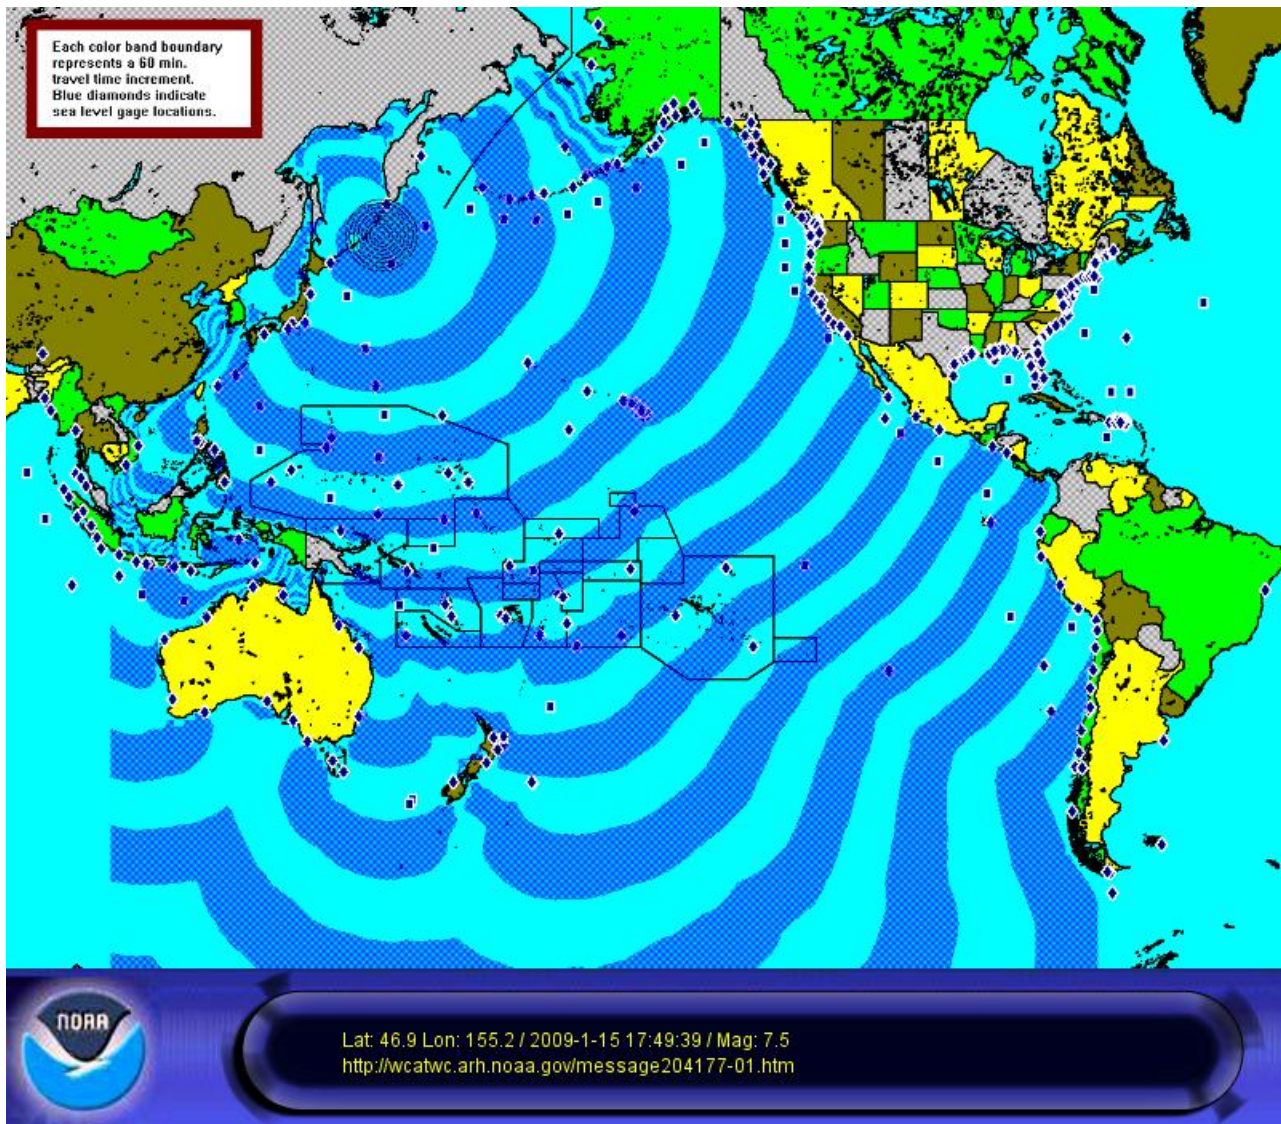 Each color band boundary
represents a 60 min.
travel time increment.
Blue diamonds indicate
sea level gage locations.
NOAA
Lat: 46.9 Lon: 155.2 / 2009-1-15 17:49:39 / Mag: 7.5
http://wcatwc.arh.noaa.gov/message204177-01.htm